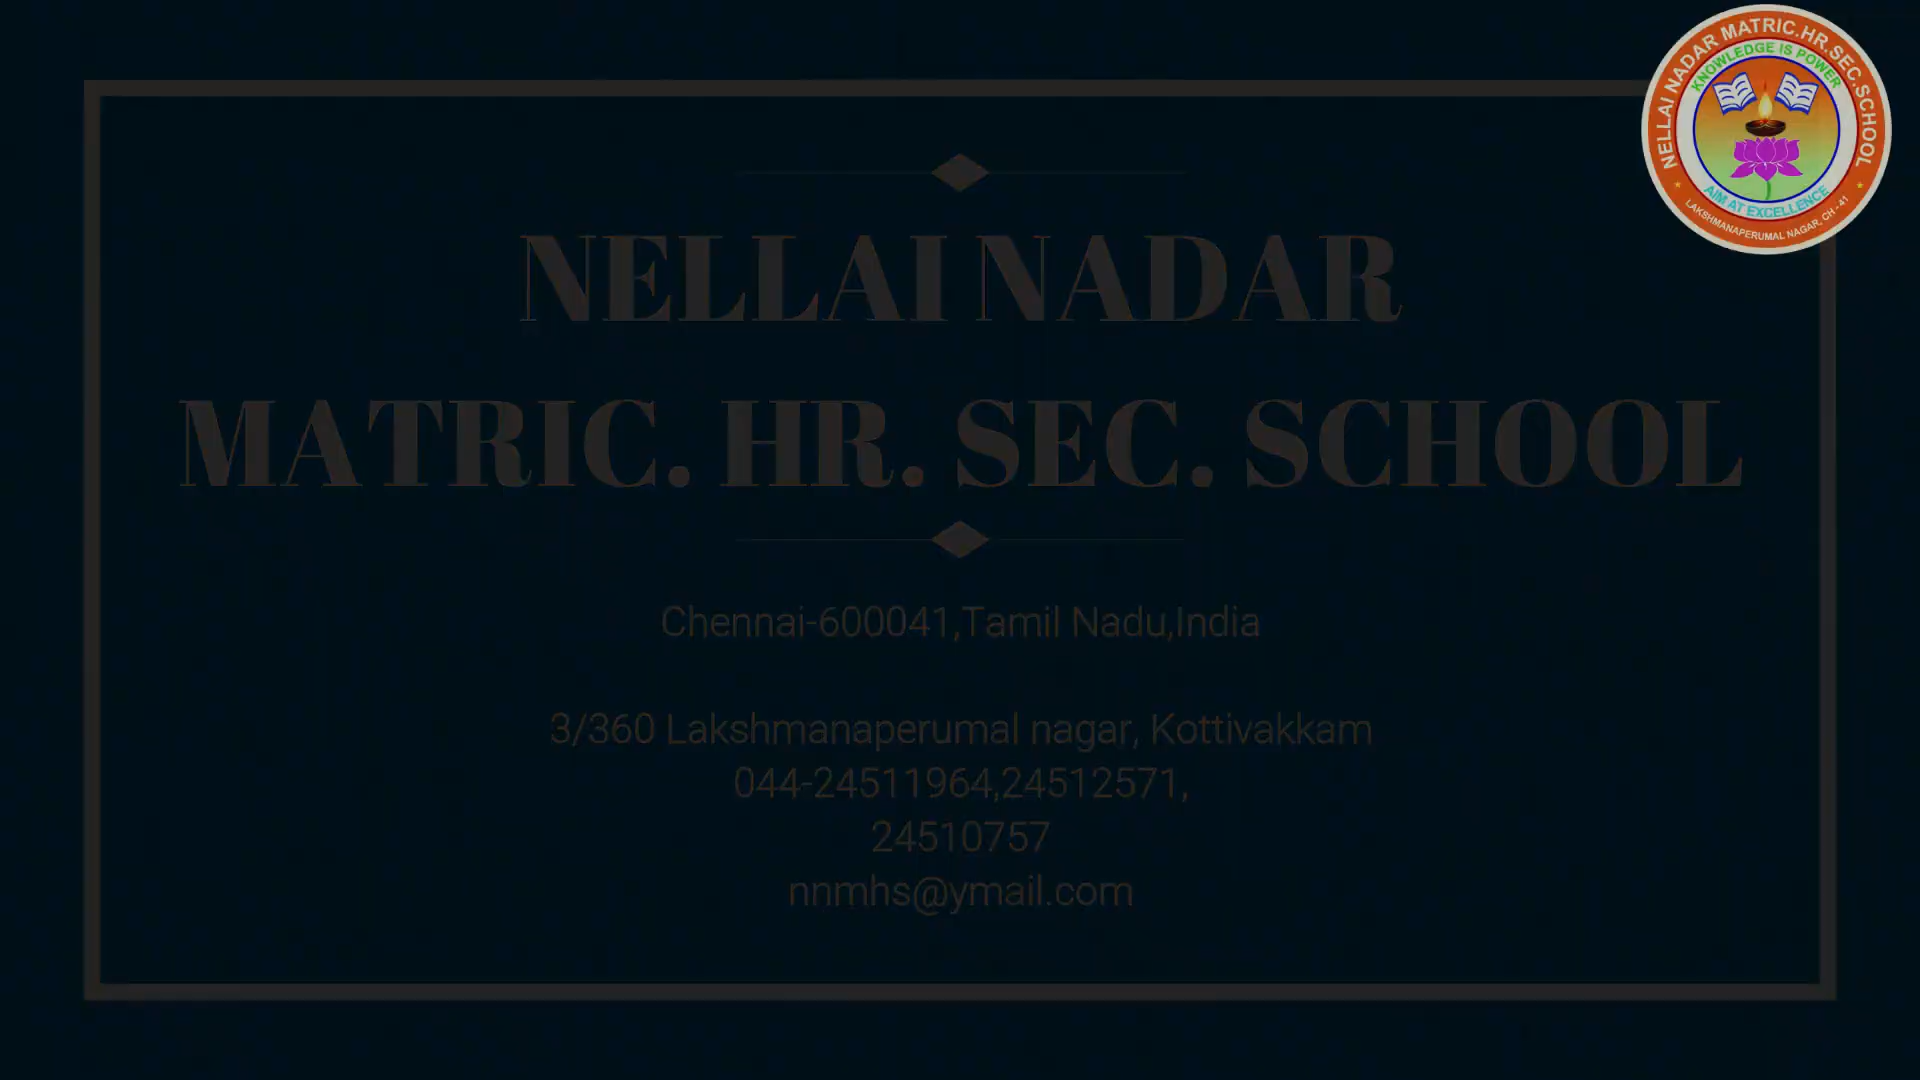 NELLAI NADAR MATRIC.HR.SEC.SCHOOL
KNOWLEDGE IS POWER
AIM AT EXCELLENCE
LAKSHMANAPERUMAL NAGAR, CH - 41
NELLAI NADAR
MATRIC. HR. SEC. SCHOOL
Chennai-600041,Tamil Nadu,India
3/360 Lakshmanaperumal nagar, Kottivakkam
044-24511964,24512571,
24510757
nnmhs@ymail.com